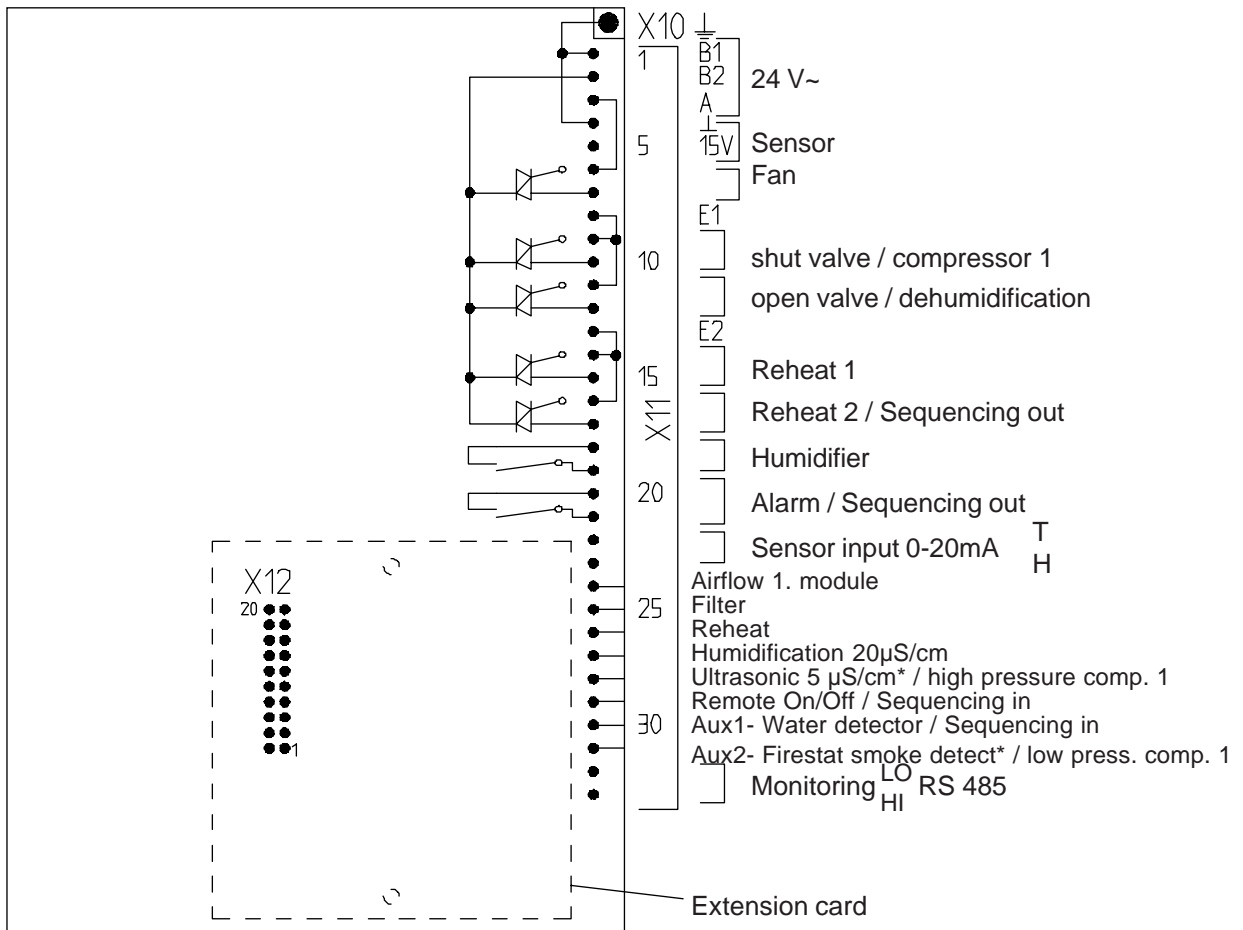 X10 ⏚
1 B1
B2 24 V~
A
⊥
5 15V Sensor
Fan
E1
10 shut valve / compressor 1
open valve / dehumidification
E2
15 Reheat 1
X11
Reheat 2 / Sequencing out
Humidifier
20 Alarm / Sequencing out
Sensor input 0-20mA T
H
Airflow 1. module
25 Filter
Reheat
Humidification 20µS/cm
Ultrasonic 5 µS/cm* / high pressure comp. 1
Remote On/Off / Sequencing in
30 Aux1- Water detector / Sequencing in
Aux2- Firestat smoke detect* / low press. comp. 1
Monitoring LO RS 485
HI
X12
20
1
Extension card